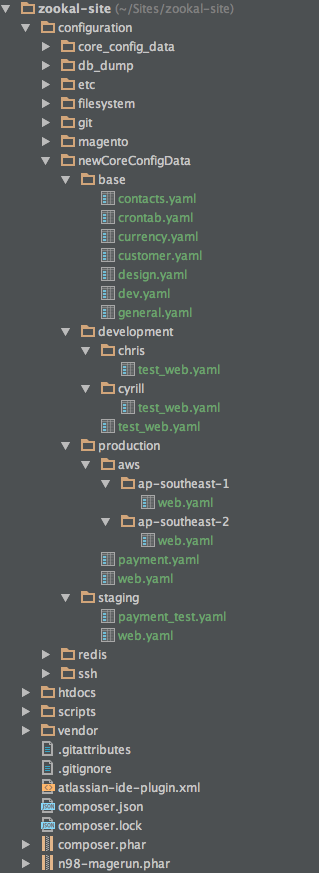 zookal-site (~/Sites/zookal-site)
configuration
core_config_data
db_dump
etc
filesystem
git
magento
newCoreConfigData
base
contacts.yaml
crontab.yaml
currency.yaml
customer.yaml
design.yaml
dev.yaml
general.yaml
development
chris
test_web.yaml
cyrill
test_web.yaml
test_web.yaml
production
aws
ap-southeast-1
web.yaml
ap-southeast-2
web.yaml
payment.yaml
web.yaml
staging
payment_test.yaml
web.yaml
redis
ssh
htdocs
scripts
vendor
.gitattributes
.gitignore
atlassian-ide-plugin.xml
composer.json
composer.lock
composer.phar
n98-magerun.phar